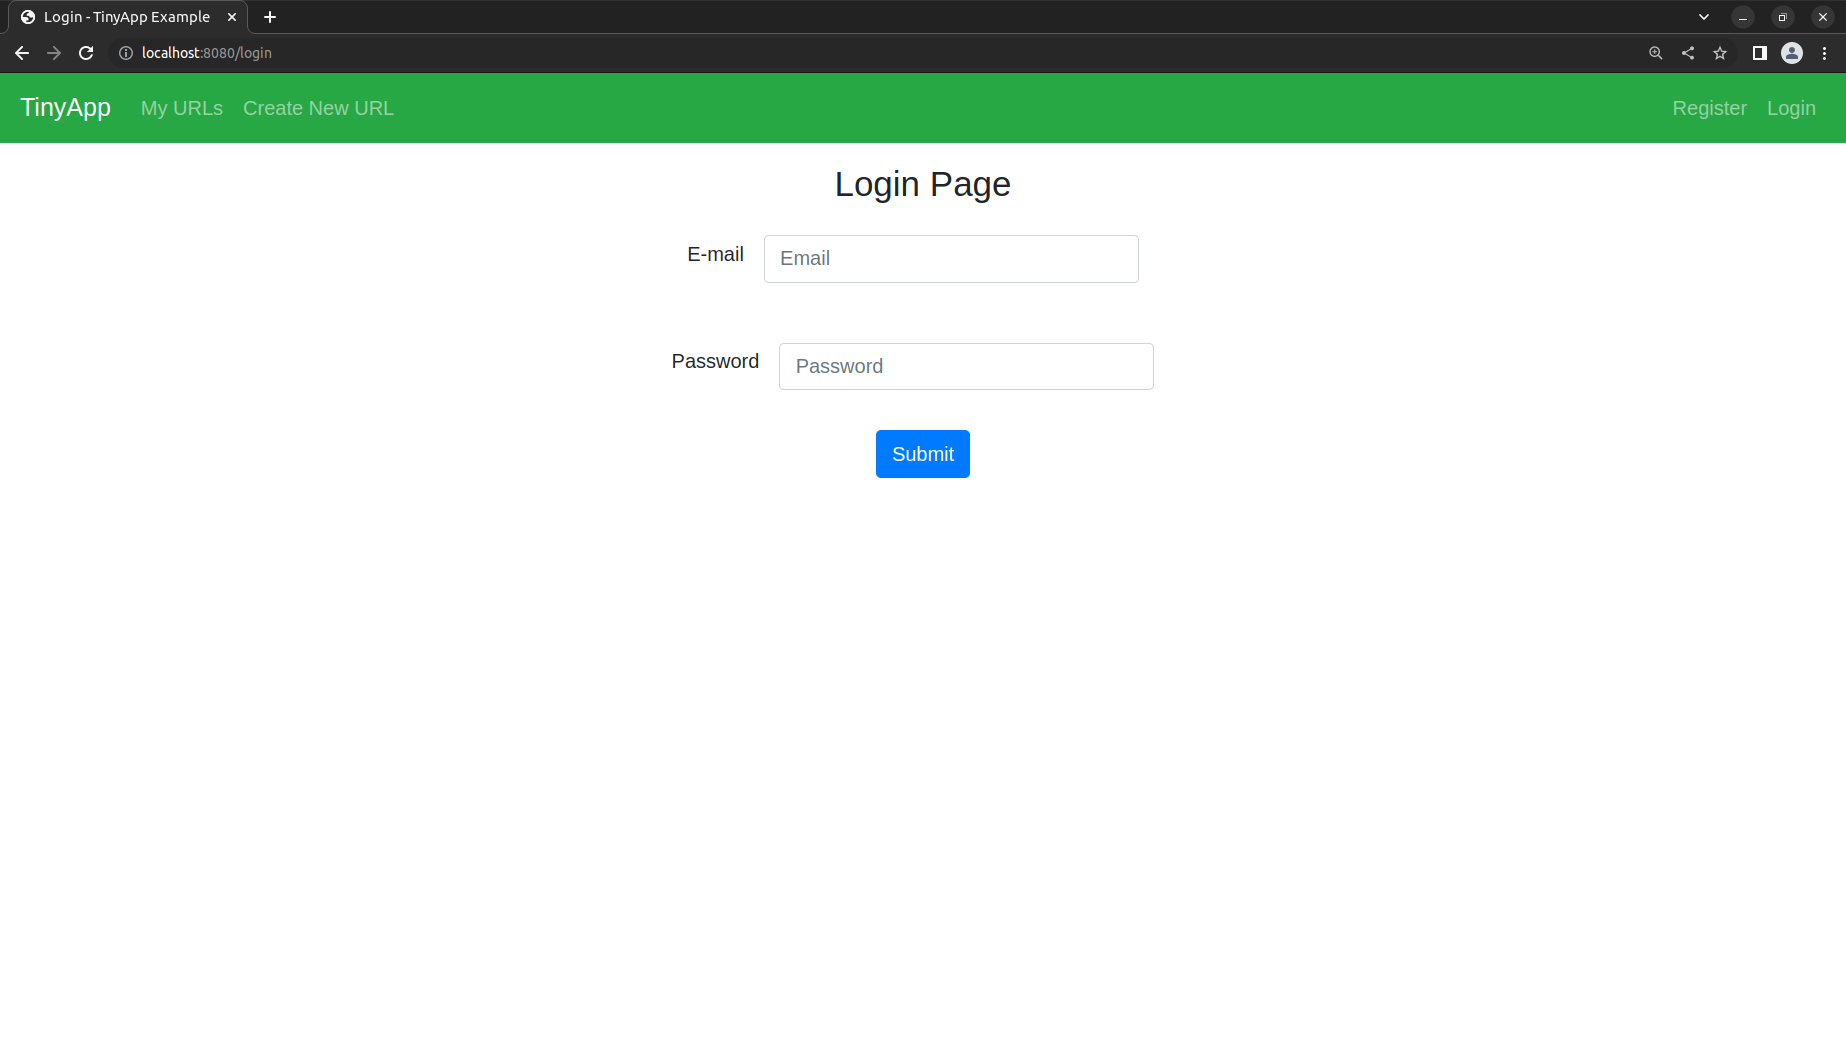 Login - TinyApp Example
localhost:8080/login
TinyApp My URLs Create New URL Register Login
Login Page
E-mail Email
Password Password
Submit